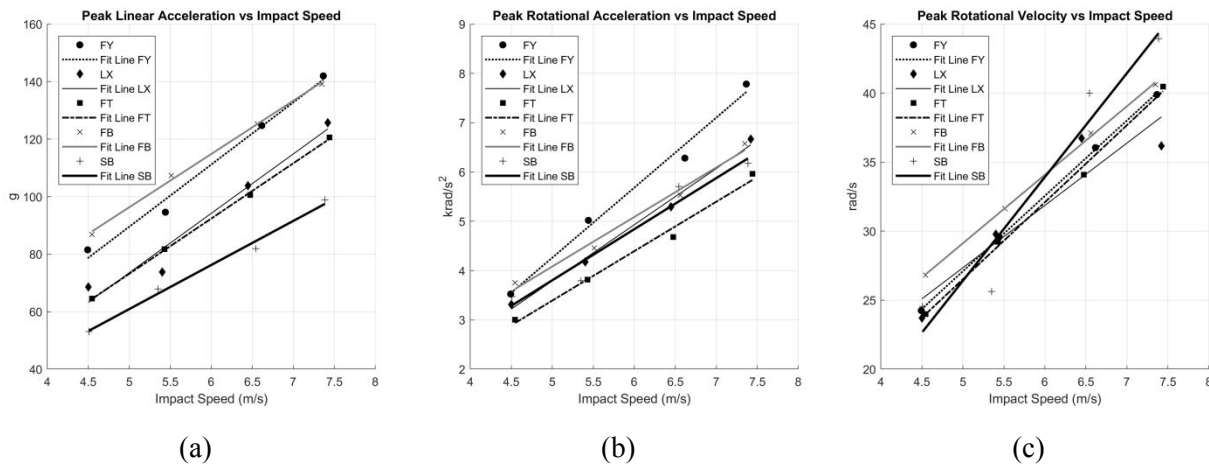 Peak Linear Acceleration vs Impact Speed
g
160
140
120
100
80
60
40
4
4.5
5
5.5
6
6.5
7
7.5
8
Impact Speed (m/s)
FY
Fit Line FY
LX
Fit Line LX
FT
Fit Line FT
FB
Fit Line FB
SB
Fit Line SB
(a)
Peak Rotational Acceleration vs Impact Speed
krad/s²
9
8
7
6
5
4
3
2
4
4.5
5
5.5
6
6.5
7
7.5
8
Impact Speed (m/s)
FY
Fit Line FY
LX
Fit Line LX
FT
Fit Line FT
FB
Fit Line FB
SB
Fit Line SB
(b)
Peak Rotational Velocity vs Impact Speed
rad/s
45
40
35
30
25
20
4
4.5
5
5.5
6
6.5
7
7.5
8
Impact Speed (m/s)
FY
Fit Line FY
LX
Fit Line LX
FT
Fit Line FT
FB
Fit Line FB
SB
Fit Line SB
(c)